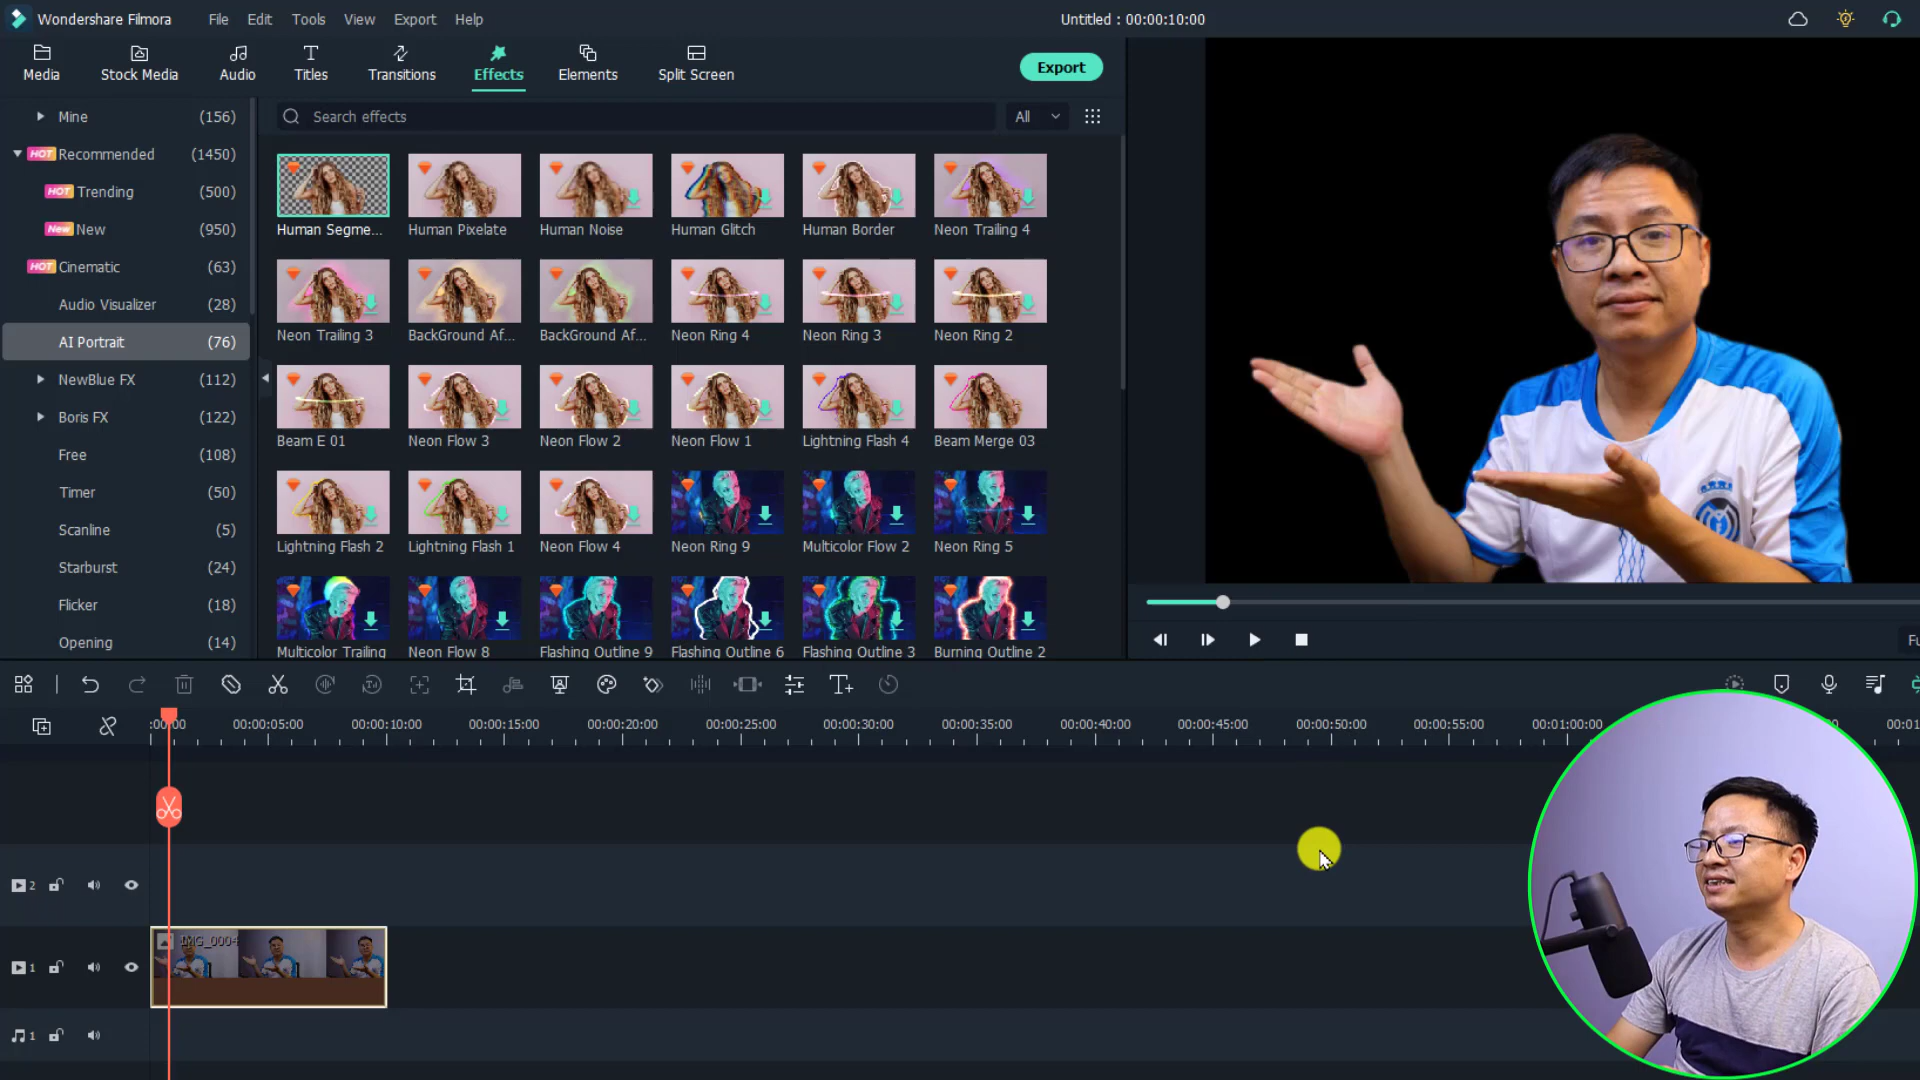 Wondershare Filmora File Edit Tools View Export Help Untitled : 00:00:10:00
Media Stock Media Audio Titles Transitions Effects Elements Split Screen Export
Mine (156)
HOT Recommended (1450)
HOT Trending (500)
New New (950)
HOT Cinematic (63)
Audio Visualizer (28)
AI Portrait (76)
NewBlue FX (112)
Boris FX (122)
Free (108)
Timer (50)
Scanline (5)
Starburst (24)
Flicker (18)
Opening (14)
Search effects All
Human Segme... Human Pixelate Human Noise Human Glitch Human Border Neon Trailing 4
Neon Trailing 3 BackGround Af... BackGround Af... Neon Ring 4 Neon Ring 3 Neon Ring 2
Beam E 01 Neon Flow 3 Neon Flow 2 Neon Flow 1 Lightning Flash 4 Beam Merge 03
Lightning Flash 2 Lightning Flash 1 Neon Flow 4 Neon Ring 9 Multicolor Flow 2 Neon Ring 5
Multicolor Trailing Neon Flow 8 Flashing Outline 9 Flashing Outline 6 Flashing Outline 3 Burning Outline 2
Fu
:00:00 00:00:05:00 00:00:10:00 00:00:15:00 00:00:20:00 00:00:25:00 00:00:30:00 00:00:35:00 00:00:40:00 00:00:45:00 00:00:50:00 00:00:55:00 00:01:00:00 00:01
2
IMG_0004
1
1